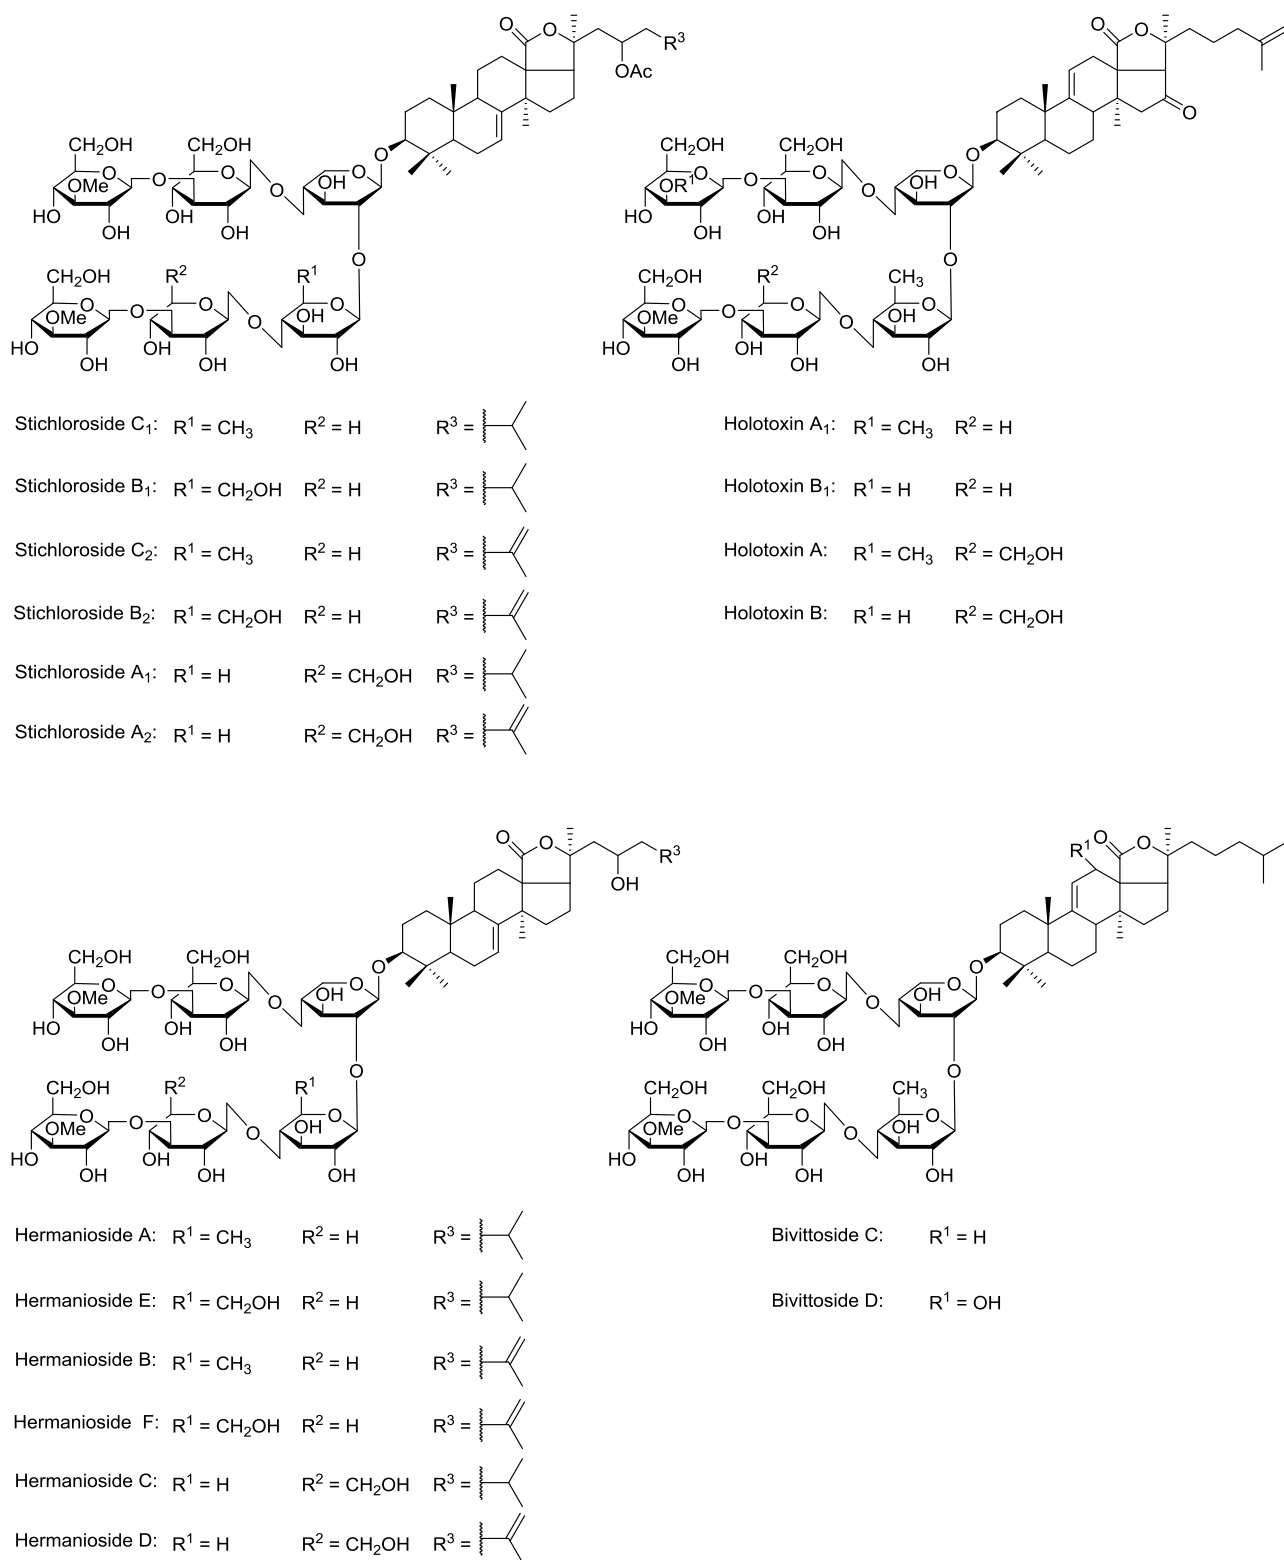 O O R³
OAc
O O
O
CH₂OH CH₂OH O
O O O OH
OMe O O
HO HO
OH OH
O
CH₂OH R² R¹
O O O
OMe O O OH
HO HO
OH OH OH
CH₂OH CH₂OH O
O O O OH
OR¹ O O
HO HO
OH OH
O
CH₂OH R² CH₃
O O O
OMe O O OH
HO HO
OH OH OH
Stichloroside C₁: R¹ = CH₃ R² = H R³ =
Stichloroside B₁: R¹ = CH₂OH R² = H R³ =
Stichloroside C₂: R¹ = CH₃ R² = H R³ =
Stichloroside B₂: R¹ = CH₂OH R² = H R³ =
Stichloroside A₁: R¹ = H R² = CH₂OH R³ =
Stichloroside A₂: R¹ = H R² = CH₂OH R³ =
Holotoxin A₁: R¹ = CH₃ R² = H
Holotoxin B₁: R¹ = H R² = H
Holotoxin A: R¹ = CH₃ R² = CH₂OH
Holotoxin B: R¹ = H R² = CH₂OH
O O R³
OH
CH₂OH CH₂OH O
O O O OH
OMe O O
HO HO
OH OH
O
CH₂OH R² R¹
O O O
OMe O O OH
HO HO
OH OH OH
R¹ O O
CH₂OH CH₂OH O
O O O OH
OMe O O
HO HO
OH OH
O
CH₂OH CH₂OH CH₃
O O O
OMe O O OH
HO HO
OH OH OH
Hermanioside A: R¹ = CH₃ R² = H R³ =
Hermanioside E: R¹ = CH₂OH R² = H R³ =
Hermanioside B: R¹ = CH₃ R² = H R³ =
Hermanioside F: R¹ = CH₂OH R² = H R³ =
Hermanioside C: R¹ = H R² = CH₂OH R³ =
Hermanioside D: R¹ = H R² = CH₂OH R³ =
Bivittoside C: R¹ = H
Bivittoside D: R¹ = OH